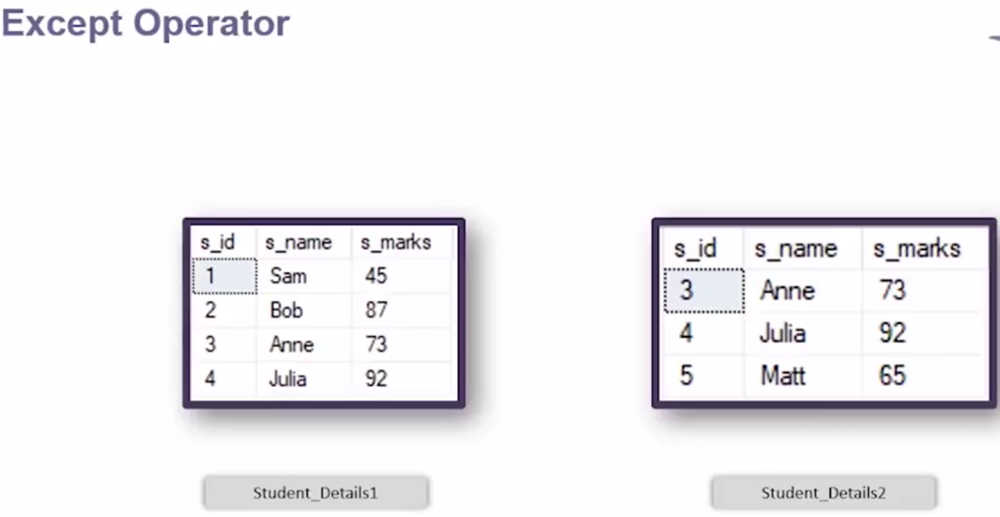 Except Operator
s_id s_name s_marks
1 Sam 45
2 Bob 87
3 Anne 73
4 Julia 92
s_id s_name s_marks
3 Anne 73
4 Julia 92
5 Matt 65
Student_Details1
Student_Details2